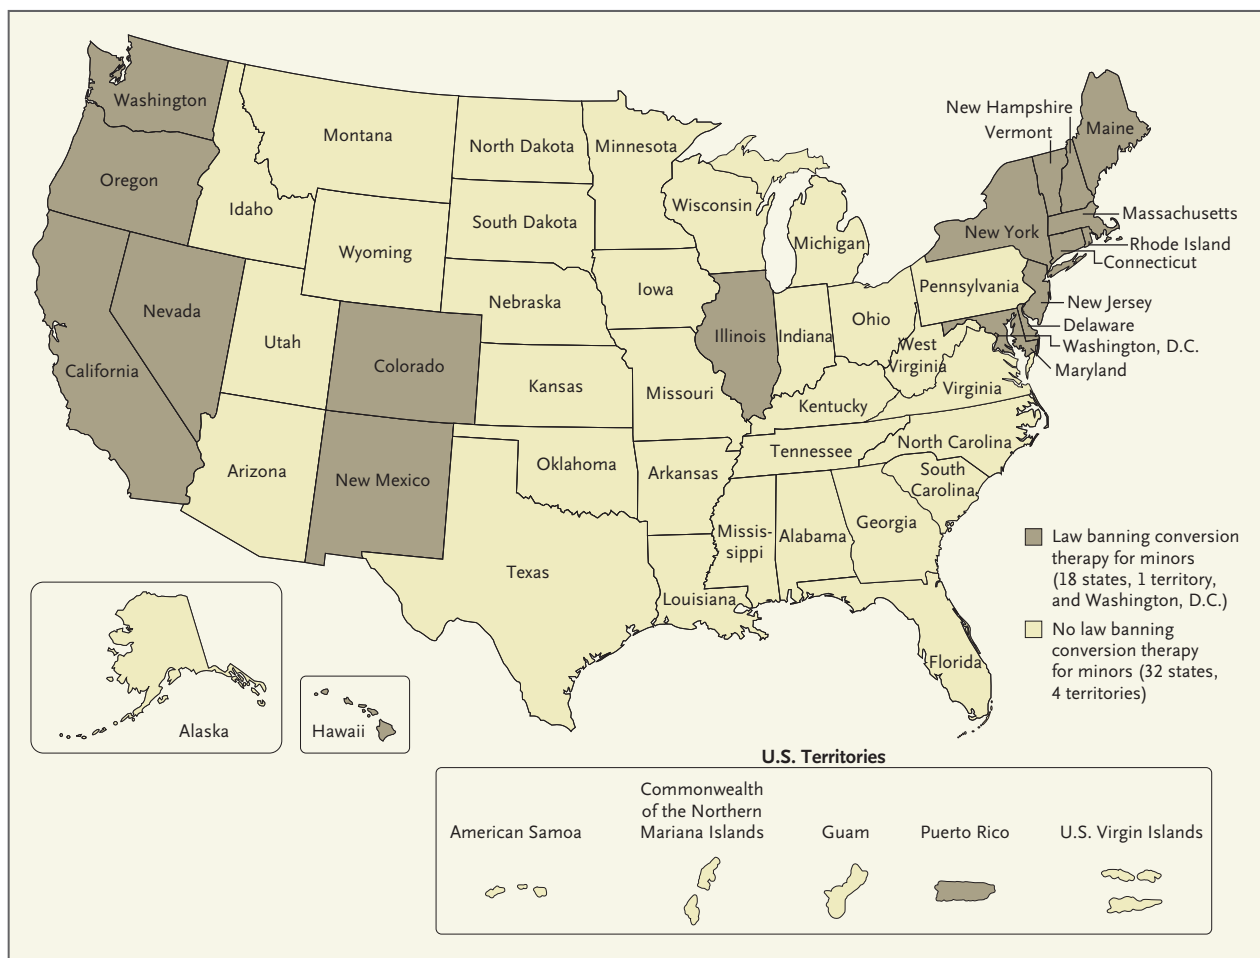 Washington
Montana
North Dakota
Minnesota
New Hampshire
Vermont
Maine
Oregon
Idaho
Wyoming
South Dakota
Wisconsin
Michigan
New York
Massachusetts
Rhode Island
Connecticut
Nevada
Utah
Colorado
Nebraska
Iowa
Illinois
Indiana
Ohio
Pennsylvania
New Jersey
Delaware
Washington, D.C.
Maryland
California
Kansas
Missouri
West
Virginia
Virginia
Kentucky
Arizona
New Mexico
Oklahoma
Arkansas
Tennessee
North Carolina
South
Carolina
Texas
Louisiana
Missis-
sippi
Alabama
Georgia
Florida
Law banning conversion
therapy for minors
(18 states, 1 territory,
and Washington, D.C.)
No law banning
conversion therapy
for minors (32 states,
4 territories)
Alaska
Hawaii
U.S. Territories
American Samoa
Commonwealth
of the Northern
Mariana Islands
Guam
Puerto Rico
U.S. Virgin Islands